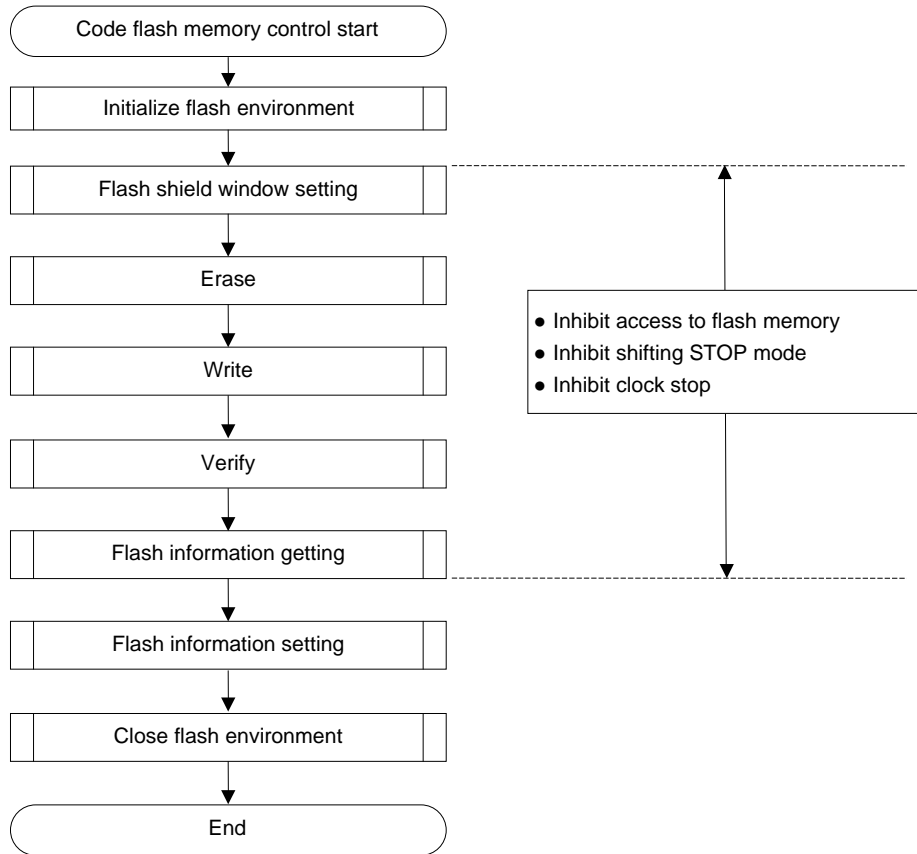 Code flash memory control start
Initialize flash environment
Flash shield window setting
Erase
Write
Verify
Flash information getting
Flash information setting
Close flash environment
End
● Inhibit access to flash memory
● Inhibit shifting STOP mode
● Inhibit clock stop